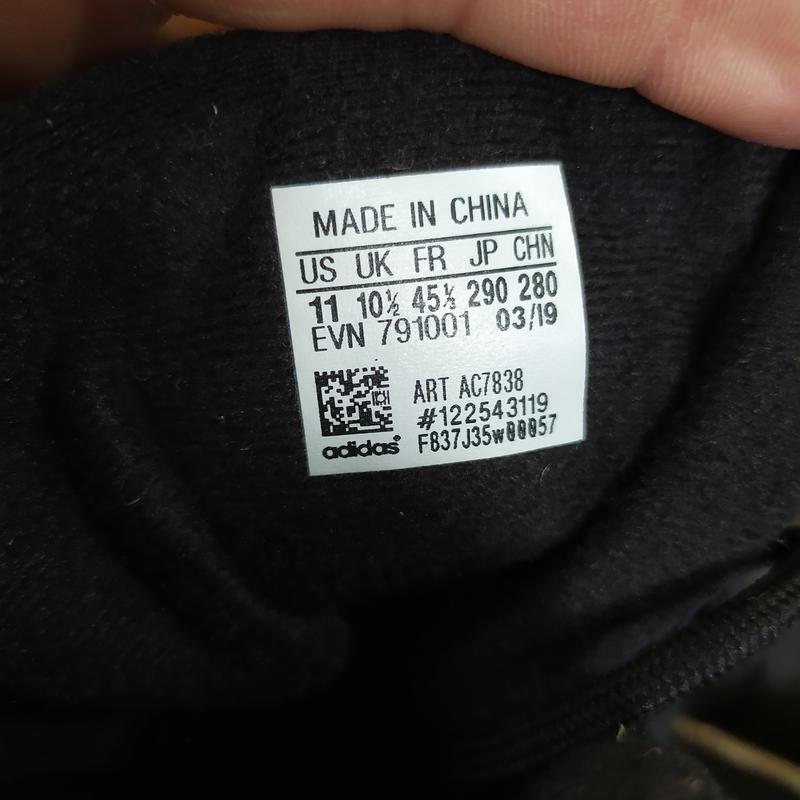 MADE IN CHINA
US UK FR JP CHN
11 10½ 45⅓ 290 280
EVN 791001 03/19
ART AC7838
#122543119
F837J35w00057
adidas